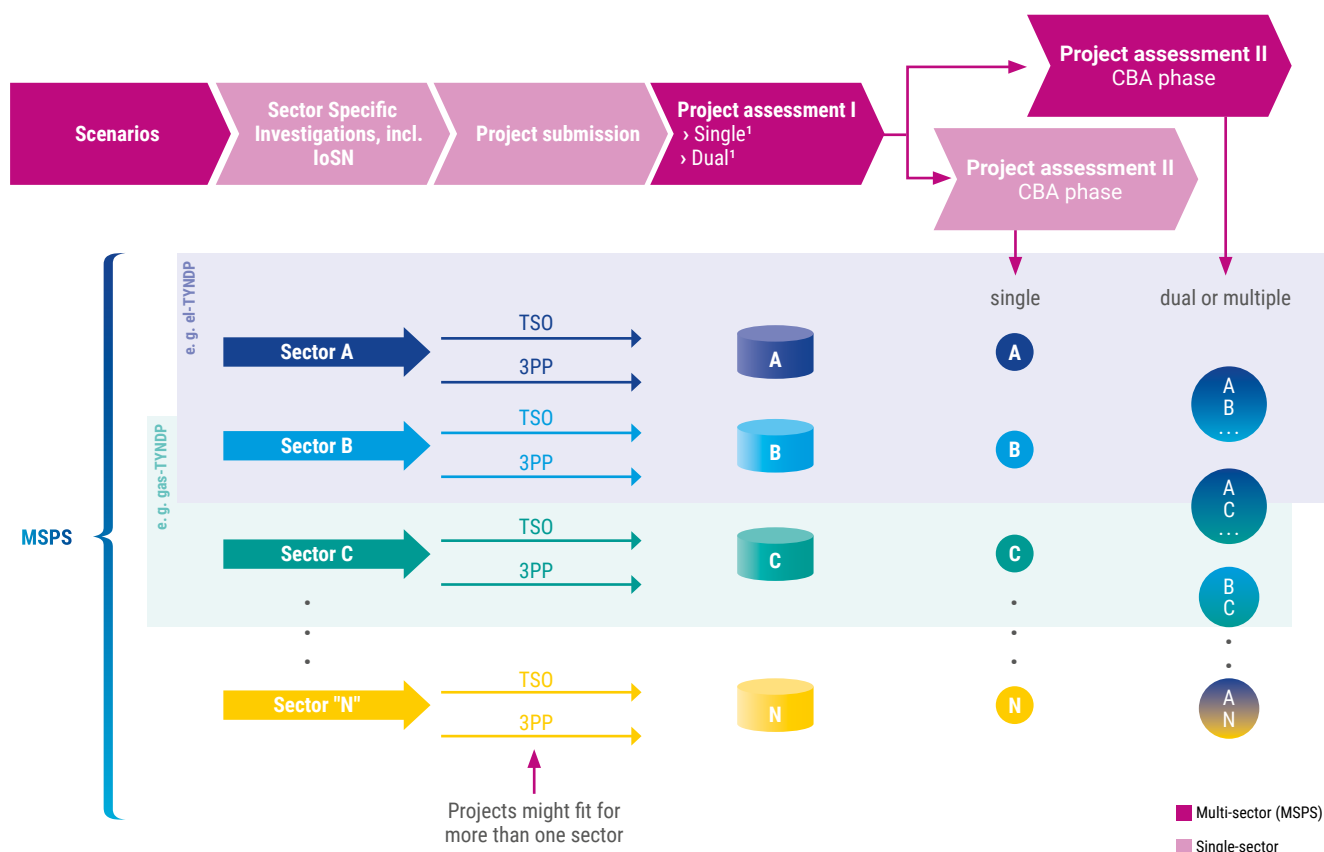 Project assessment II
CBA phase
Scenarios
Sector Specific
Investigations, incl.
IoSN
Project submission
Project assessment I
› Single¹
› Dual¹
Project assessment II
CBA phase
e. g. el-TYNDP
single
dual or multiple
Sector A
TSO
3PP
A
A
A
B
...
Sector B
TSO
3PP
B
B
e. g. gas-TYNDP
A
C
...
MSPS
Sector C
TSO
3PP
C
C
B
C
Sector "N"
TSO
3PP
N
N
A
N
Projects might fit for
more than one sector
Multi-sector (MSPS)
Single-sector